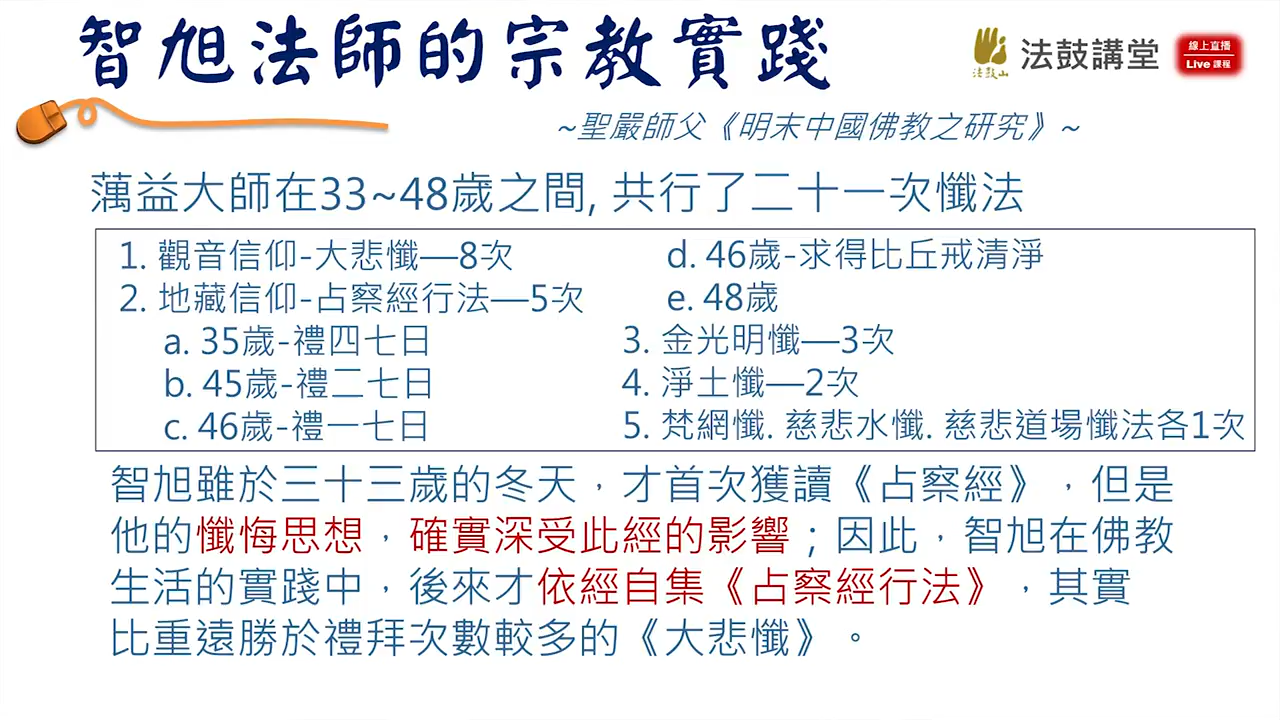 智旭法師的宗教實踐
法鼓山
法鼓講堂
線上直播
Live 課程
~聖嚴師父《明末中國佛教之研究》~
蕅益大師在33~48歲之間, 共行了二十一次懺法
1. 觀音信仰-大悲懺—8次
2. 地藏信仰-占察經行法—5次
a. 35歲-禮四七日
b. 45歲-禮二七日
c. 46歲-禮一七日
d. 46歲-求得比丘戒清淨
e. 48歲
3. 金光明懺—3次
4. 淨土懺—2次
5. 梵網懺. 慈悲水懺. 慈悲道場懺法各1次
智旭雖於三十三歲的冬天，才首次獲讀《占察經》，但是
他的懺悔思想，確實深受此經的影響；因此，智旭在佛教
生活的實踐中，後來才依經自集《占察經行法》，其實
比重遠勝於禮拜次數較多的《大悲懺》。